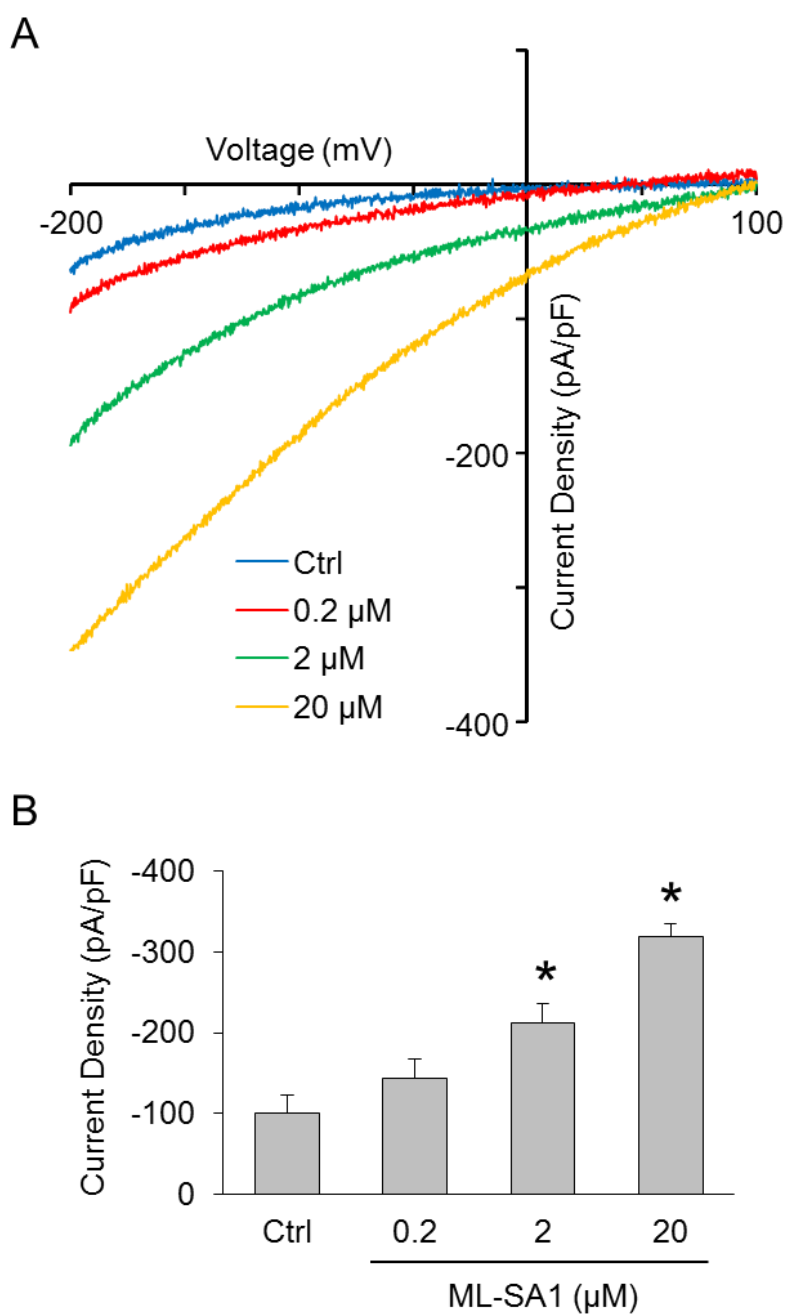 A
Voltage (mV)
-200
100
Current Density (pA/pF)
-200
Ctrl
0.2 µM
2 µM
20 µM
-400
B
Current Density (pA/pF)
-400
*
-300
*
-200
-100
0
Ctrl
0.2
2
20
ML-SA1 (µM)